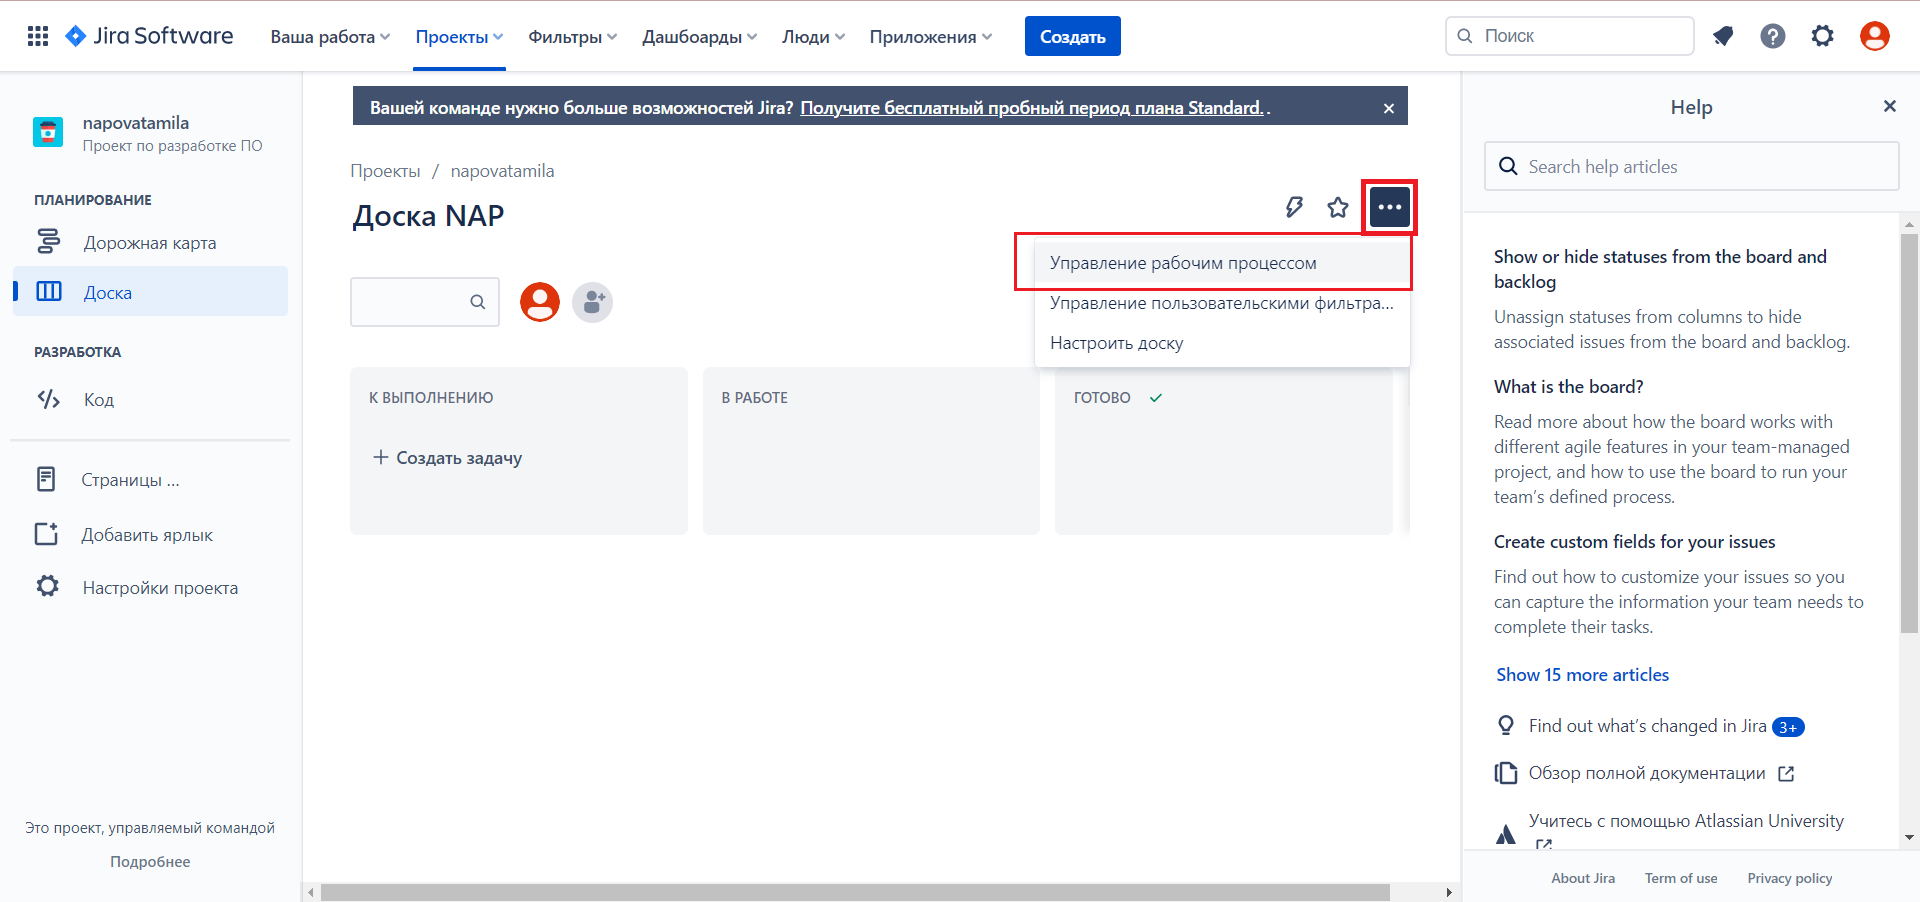 Jira Software
Ваша работа
Проекты
Фильтры
Дашборды
Люди
Приложения
Создать
Поиск
napovatamila
Проект по разработке ПО
ПЛАНИРОВАНИЕ
Дорожная карта
Доска
РАЗРАБОТКА
Код
Страницы ...
Добавить ярлык
Настройки проекта
Это проект, управляемый командой
Подробнее
Вашей команде нужно больше возможностей Jira? Получите бесплатный пробный период плана Standard. .
Проекты / napovatamila
Доска NAP
Управление рабочим процессом
Управление пользовательскими фильтра...
Настроить доску
К ВЫПОЛНЕНИЮ
Создать задачу
В РАБОТЕ
ГОТОВО
Help
Search help articles
Show or hide statuses from the board and
backlog
Unassign statuses from columns to hide
associated issues from the board and backlog.
What is the board?
Read more about how the board works with
different agile features in your team-managed
project, and how to use the board to run your
team's defined process.
Create custom fields for your issues
Find out how to customize your issues so you
can capture the information your team needs to
complete their tasks.
Show 15 more articles
Find out what's changed in Jira 3+
Обзор полной документации
Учитесь с помощью Atlassian University
About Jira
Term of use
Privacy policy